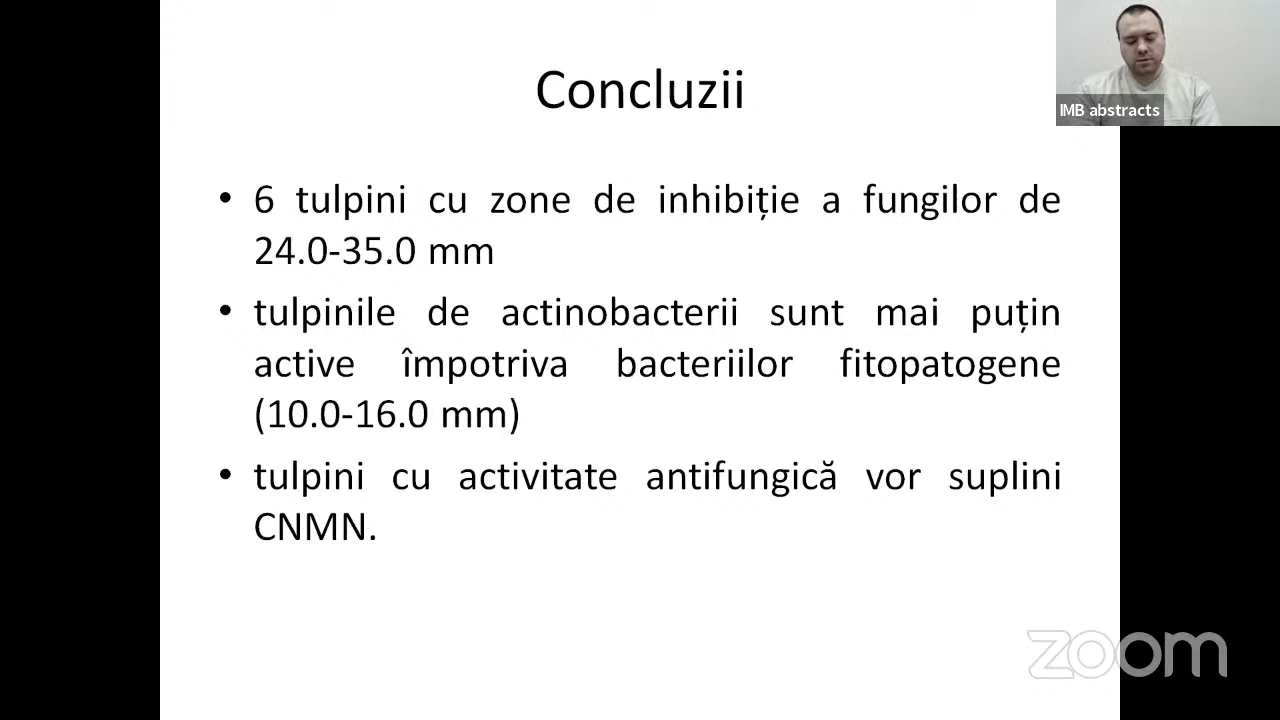 Concluzii
IMB abstracts
• 6 tulpini cu zone de inhibiție a fungilor de
24.0-35.0 mm
• tulpinile de actinobacterii sunt mai puțin
active împotriva bacteriilor fitopatogene
(10.0-16.0 mm)
• tulpini cu activitate antifungică vor suplini
CNMN.
zoom